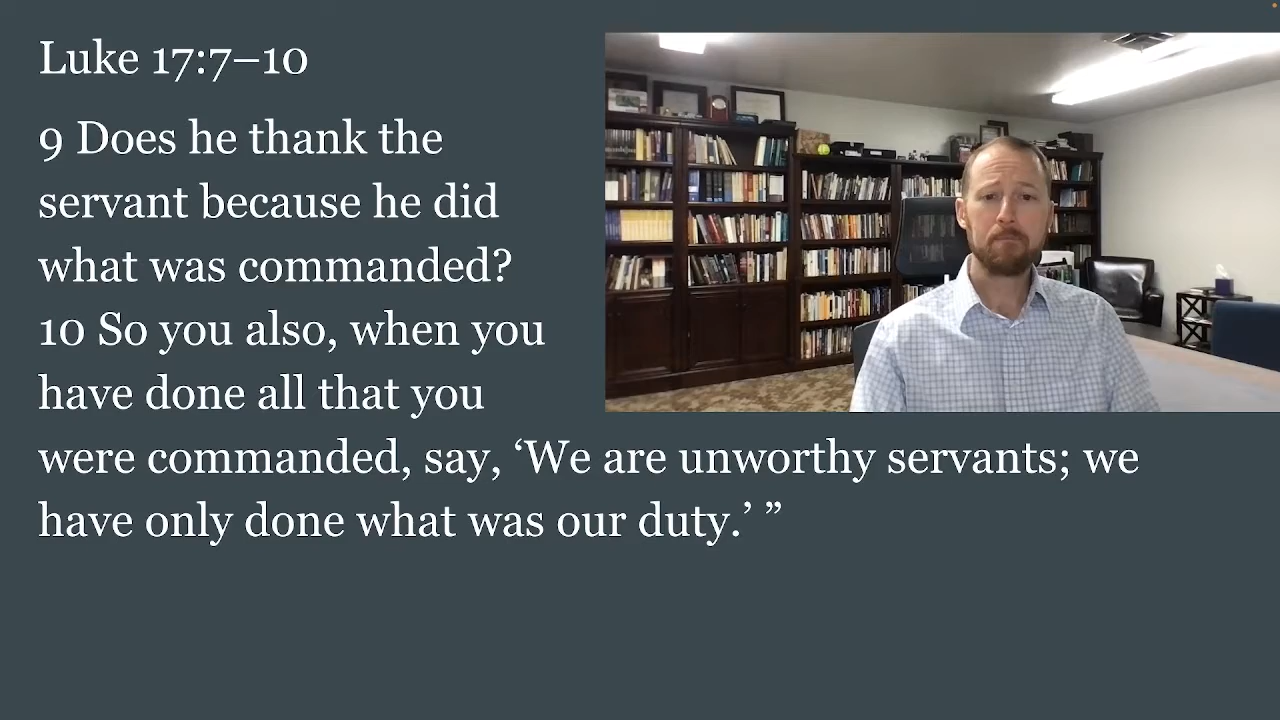 Luke 17:7–10
9 Does he thank the
servant because he did
what was commanded?
10 So you also, when you
have done all that you
were commanded, say, ‘We are unworthy servants; we
have only done what was our duty.’ ”